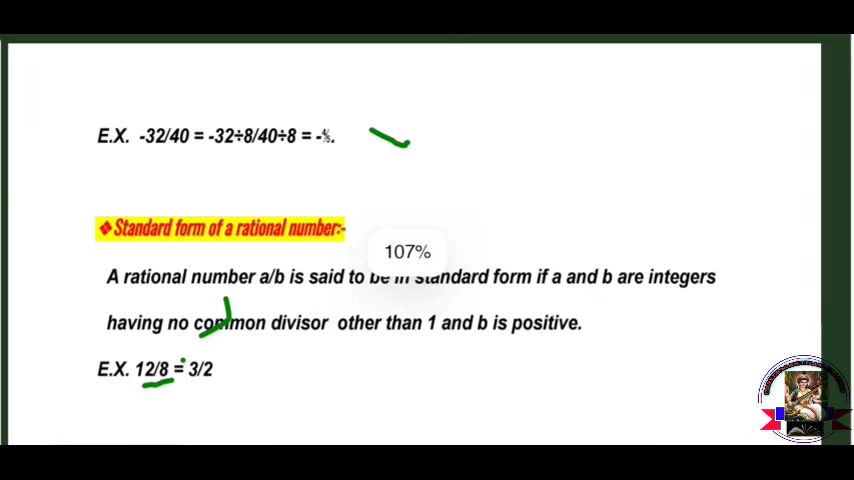 E.X. -32/40 = -32÷8/40÷8 = -⅘.
❖Standard form of a rational number:-
107%
A rational number a/b is said to be in standard form if a and b are integers
having no common divisor other than 1 and b is positive.
E.X. 12/8 = 3/2